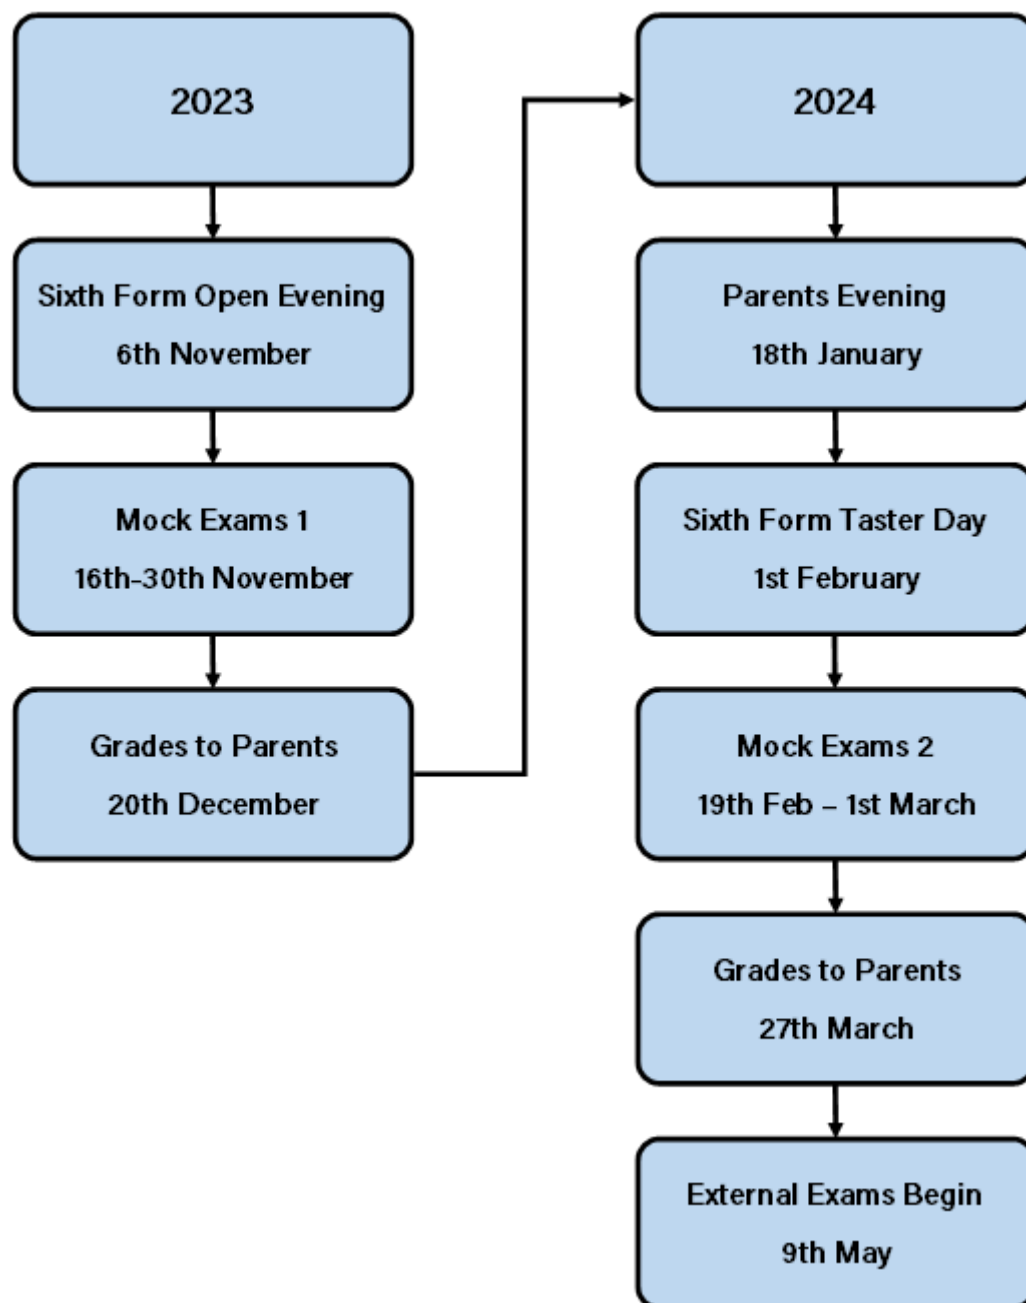 2023
Sixth Form Open Evening
6th November
Mock Exams 1
16th-30th November
Grades to Parents
20th December
2024
Parents Evening
18th January
Sixth Form Taster Day
1st February
Mock Exams 2
19th Feb – 1st March
Grades to Parents
27th March
External Exams Begin
9th May